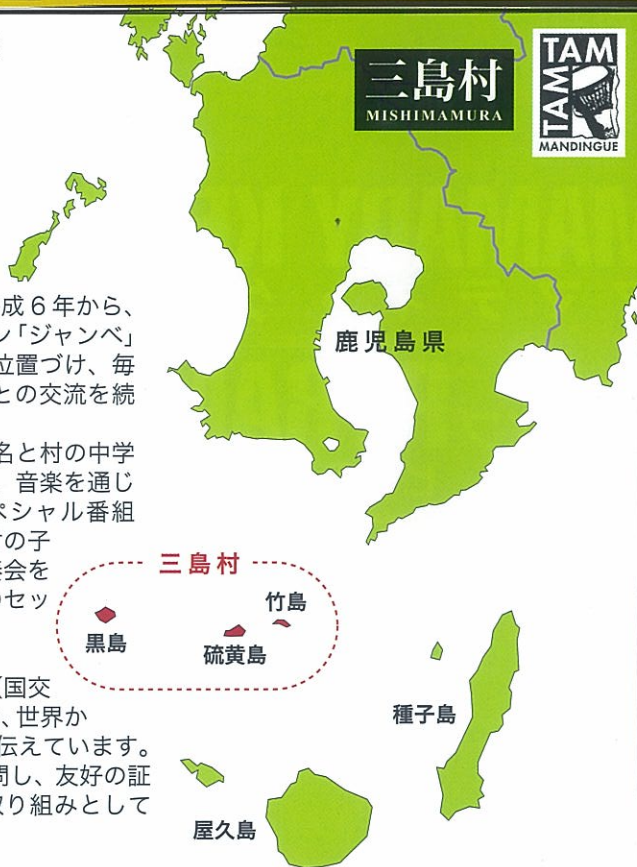 三島村
MISHIMAMURA
TAM
TAM
MANDINGUE
成6年から、
ン「ジャンベ」
位置づけ、毎
との交流を続
名と村の中学
音楽を通じ
ペシャル番組
の子
奏会を
のセッ
国交
、世界か
伝えています。
問し、友好の証
取り組みとして
鹿児島県
三島村
竹島
黒島
硫黄島
種子島
屋久島